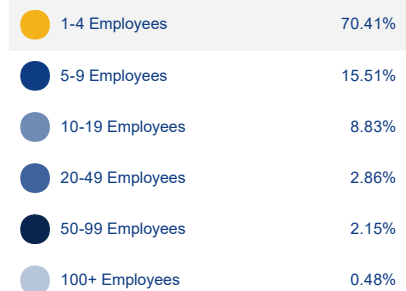 1-4 Employees 70.41%
5-9 Employees 15.51%
10-19 Employees 8.83%
20-49 Employees 2.86%
50-99 Employees 2.15%
100+ Employees 0.48%